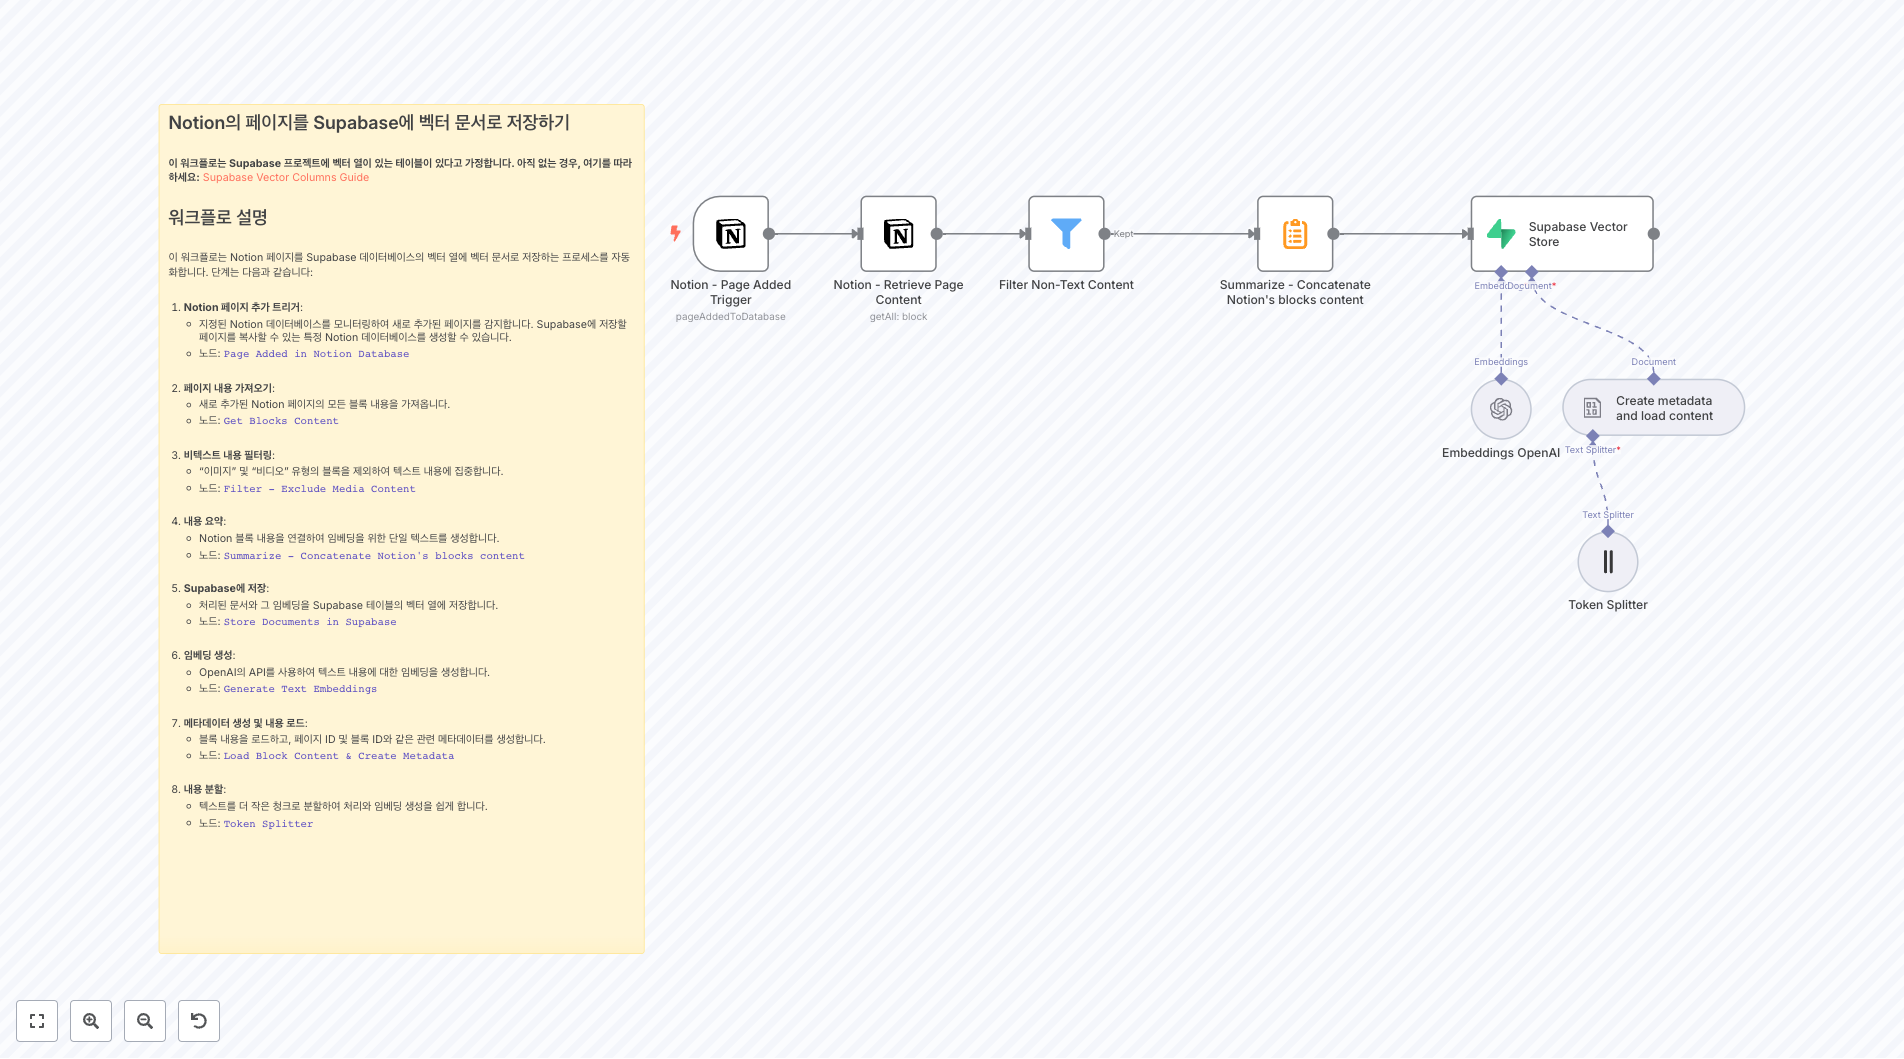 Notion의 페이지를 Supabase에 벡터 문서로 저장하기
이 워크플로는 Supabase 프로젝트에 벡터 열이 있는 테이블이 있다고 가정합니다. 아직 없는 경우, 여기를 따라
하세요: Supabase Vector Columns Guide
워크플로 설명
이 워크플로는 Notion 페이지를 Supabase 데이터베이스의 벡터 열에 벡터 문서로 저장하는 프로세스를 자동
화합니다. 단계는 다음과 같습니다:
1. Notion 페이지 추가 트리거:
지정된 Notion 데이터베이스를 모니터링하여 새로 추가된 페이지를 감지합니다. Supabase에 저장할
페이지를 복사할 수 있는 특정 Notion 데이터베이스를 생성할 수 있습니다.
노드: Page Added in Notion Database
2. 페이지 내용 가져오기:
새로 추가된 Notion 페이지의 모든 블록 내용을 가져옵니다.
노드: Get Blocks Content
3. 비텍스트 내용 필터링:
“이미지” 및 “비디오” 유형의 블록을 제외하여 텍스트 내용에 집중합니다.
노드: Filter - Exclude Media Content
4. 내용 요약:
Notion 블록 내용을 연결하여 임베딩을 위한 단일 텍스트를 생성합니다.
노드: Summarize - Concatenate Notion's blocks content
5. Supabase에 저장:
처리된 문서와 그 임베딩을 Supabase 테이블의 벡터 열에 저장합니다.
노드: Store Documents in Supabase
6. 임베딩 생성:
OpenAI의 API를 사용하여 텍스트 내용에 대한 임베딩을 생성합니다.
노드: Generate Text Embeddings
7. 메타데이터 생성 및 내용 로드:
블록 내용을 로드하고, 페이지 ID 및 블록 ID와 같은 관련 메타데이터를 생성합니다.
노드: Load Block Content & Create Metadata
8. 내용 분할:
텍스트를 더 작은 청크로 분할하여 처리와 임베딩 생성을 쉽게 합니다.
노드: Token Splitter
Notion - Page Added
Trigger
pageAddedToDatabase
Notion - Retrieve Page
Content
getAll: block
Filter Non-Text Content
Kept
Summarize - Concatenate
Notion's blocks content
Supabase Vector
Store
Document*
Embeddings
Document
Embeddings OpenAI
Create metadata
and load content
Text Splitter*
Text Splitter
Token Splitter